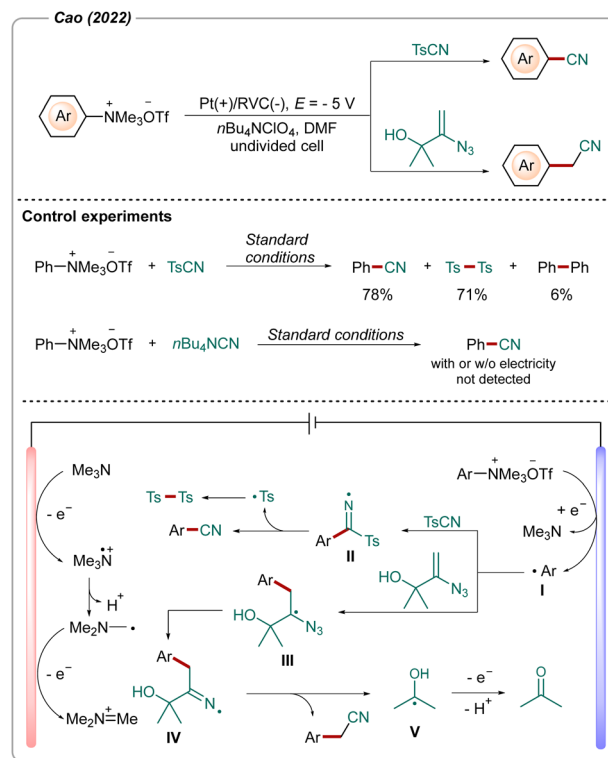 Cao (2022)
TsCN
Ar CN
Pt(+)/RVC(-), E = - 5 V
Ar NMe3OTf + −
nBu4NClO4, DMF
undivided cell
HO N3
CN
Ar
Control experiments
Ph–NMe3OTf + − + TsCN Standard conditions Ph–CN + Ts–Ts + Ph–Ph
78% 71% 6%
Ph–NMe3OTf + − + nBu4NCN Standard conditions Ph–CN
with or w/o electricity
not detected
Me3N
- e−
Me3N•+
H+
Me2N •
- e−
Me2N=Me +
Ts–Ts
•Ts
Ar–CN
N•
Ar Ts
II
TsCN
HO N3
Ar–NMe3OTf + −
+ e−
Me3N
•Ar
I
Ar
HO • N3
III
Ar
HO N•
IV
CN
Ar
OH
•
V
- e−
- H+
O